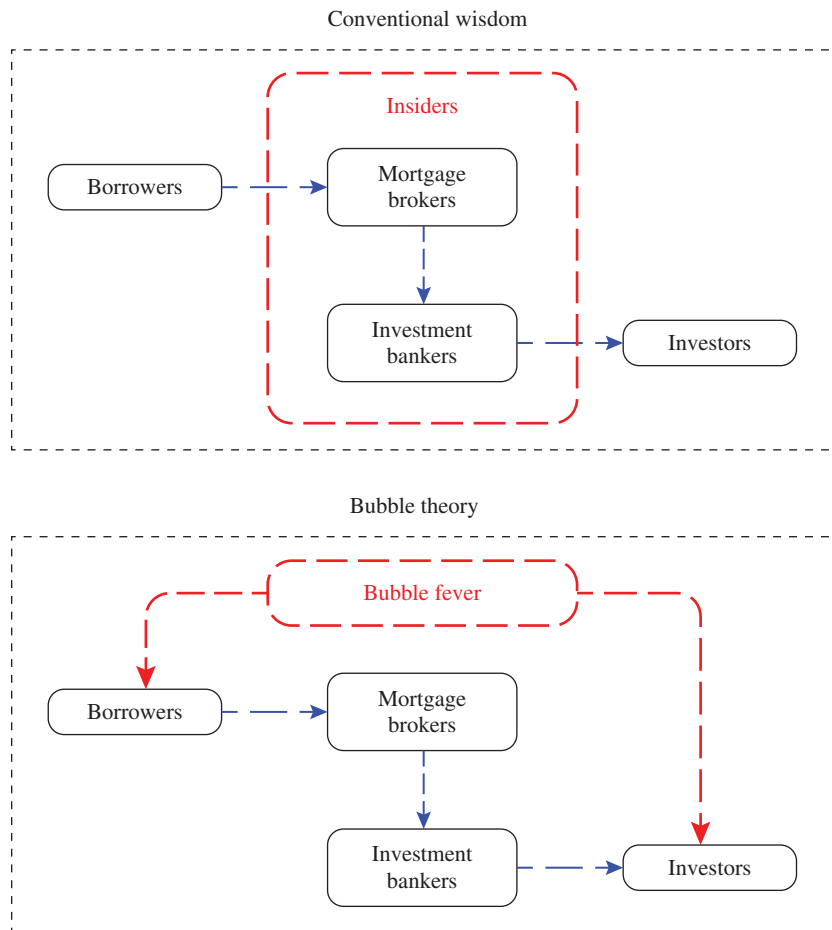 Conventional wisdom
Insiders
Borrowers
Mortgage
brokers
Investment
bankers
Investors
Bubble theory
Bubble fever
Borrowers
Mortgage
brokers
Investment
bankers
Investors